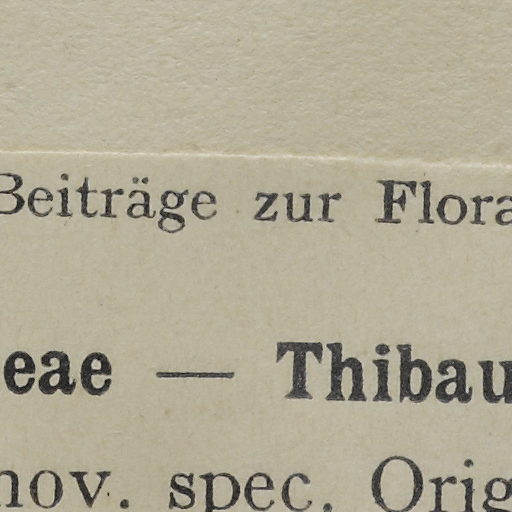 Beiträge zur Flora
eae — Thibau
nov. spec. Orig